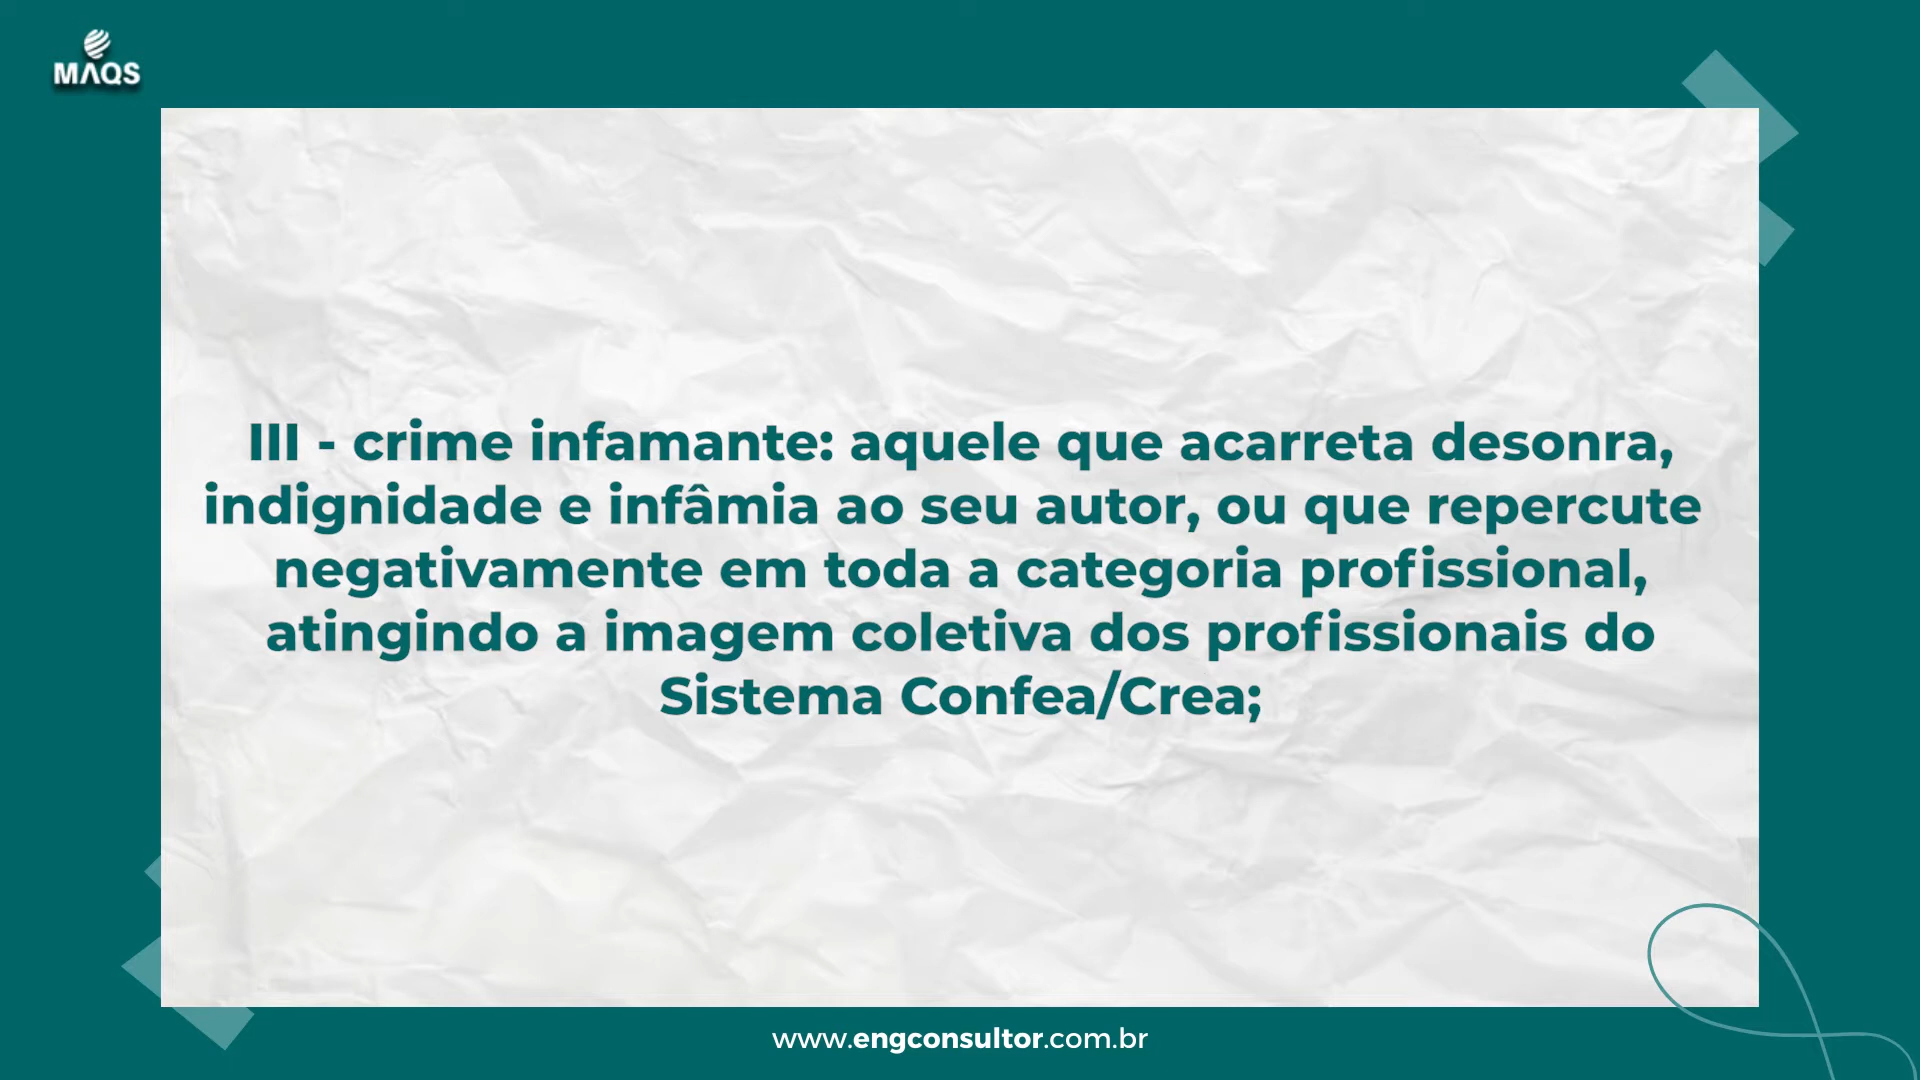 MAQS
III - crime infamante: aquele que acarreta desonra,
indignidade e infâmia ao seu autor, ou que repercute
negativamente em toda a categoria profissional,
atingindo a imagem coletiva dos profissionais do
Sistema Confea/Crea;
www.engconsultor.com.br